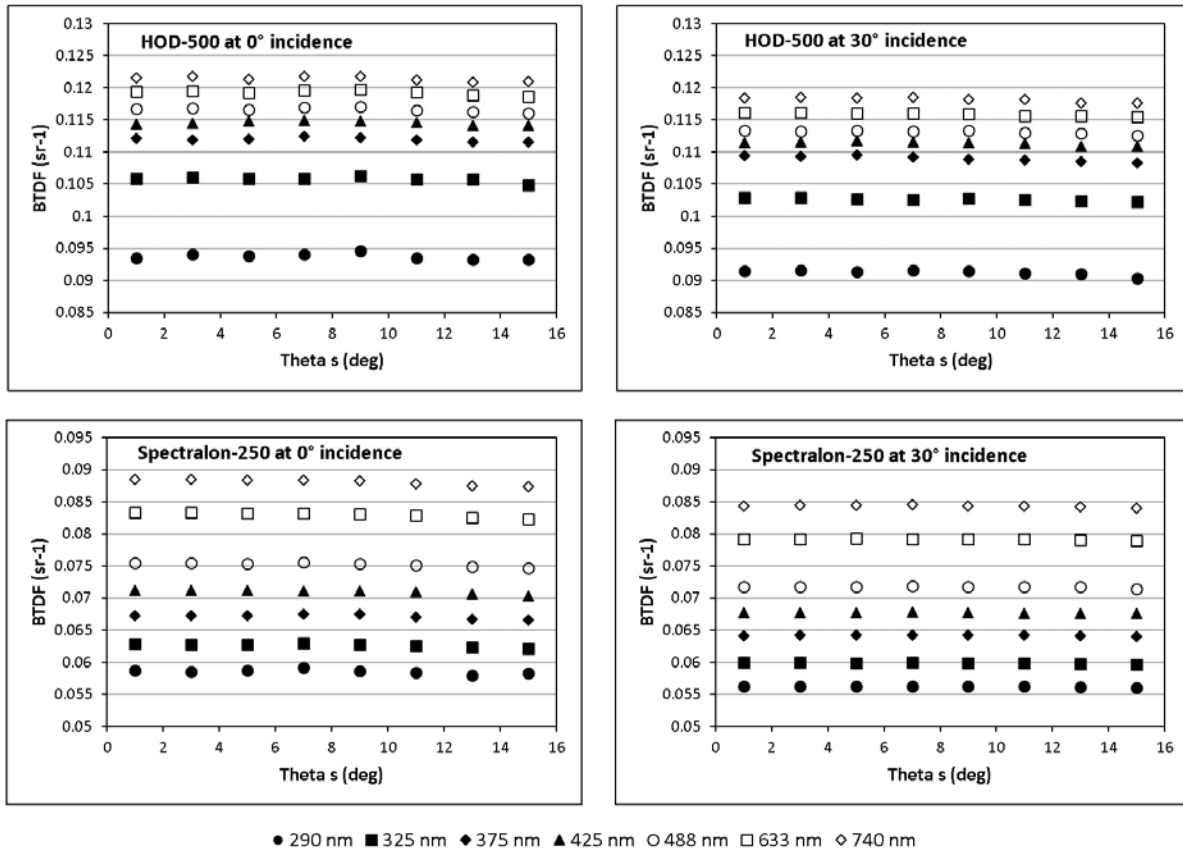 HOD-500 at 0° incidence
0.13
0.125
0.12
0.115
0.11
0.105
0.1
0.095
0.09
0.085
BTDF (sr-1)
0 2 4 6 8 10 12 14 16
Theta s (deg)
HOD-500 at 30° incidence
0.13
0.125
0.12
0.115
0.11
0.105
0.1
0.095
0.09
0.085
BTDF (sr-1)
0 2 4 6 8 10 12 14 16
Theta s (deg)
Spectralon-250 at 0° incidence
0.095
0.09
0.085
0.08
0.075
0.07
0.065
0.06
0.055
0.05
BTDF (sr-1)
0 2 4 6 8 10 12 14 16
Theta s (deg)
Spectralon-250 at 30° incidence
0.095
0.09
0.085
0.08
0.075
0.07
0.065
0.06
0.055
0.05
BTDF (sr-1)
0 2 4 6 8 10 12 14 16
Theta s (deg)
290 nm 325 nm 375 nm 425 nm 488 nm 633 nm 740 nm